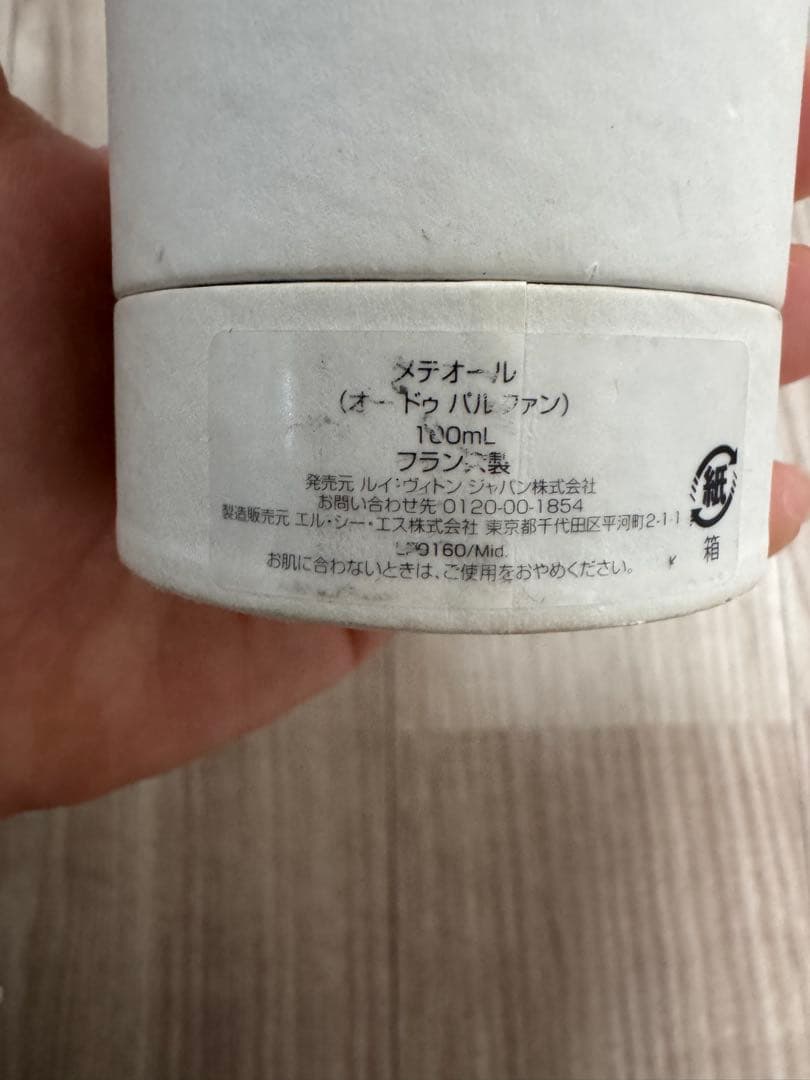 メテオール
（オー ドゥ パルファン）
100mL
フランス製
発売元 ルイ・ヴィトン ジャパン株式会社
お問い合わせ先 0120-00-1854
製造販売元 エル・シー・エス株式会社 東京都千代田区平河町2-1-1
LP0160/Mid.
お肌に合わないときは、ご使用をおやめください。
紙
箱